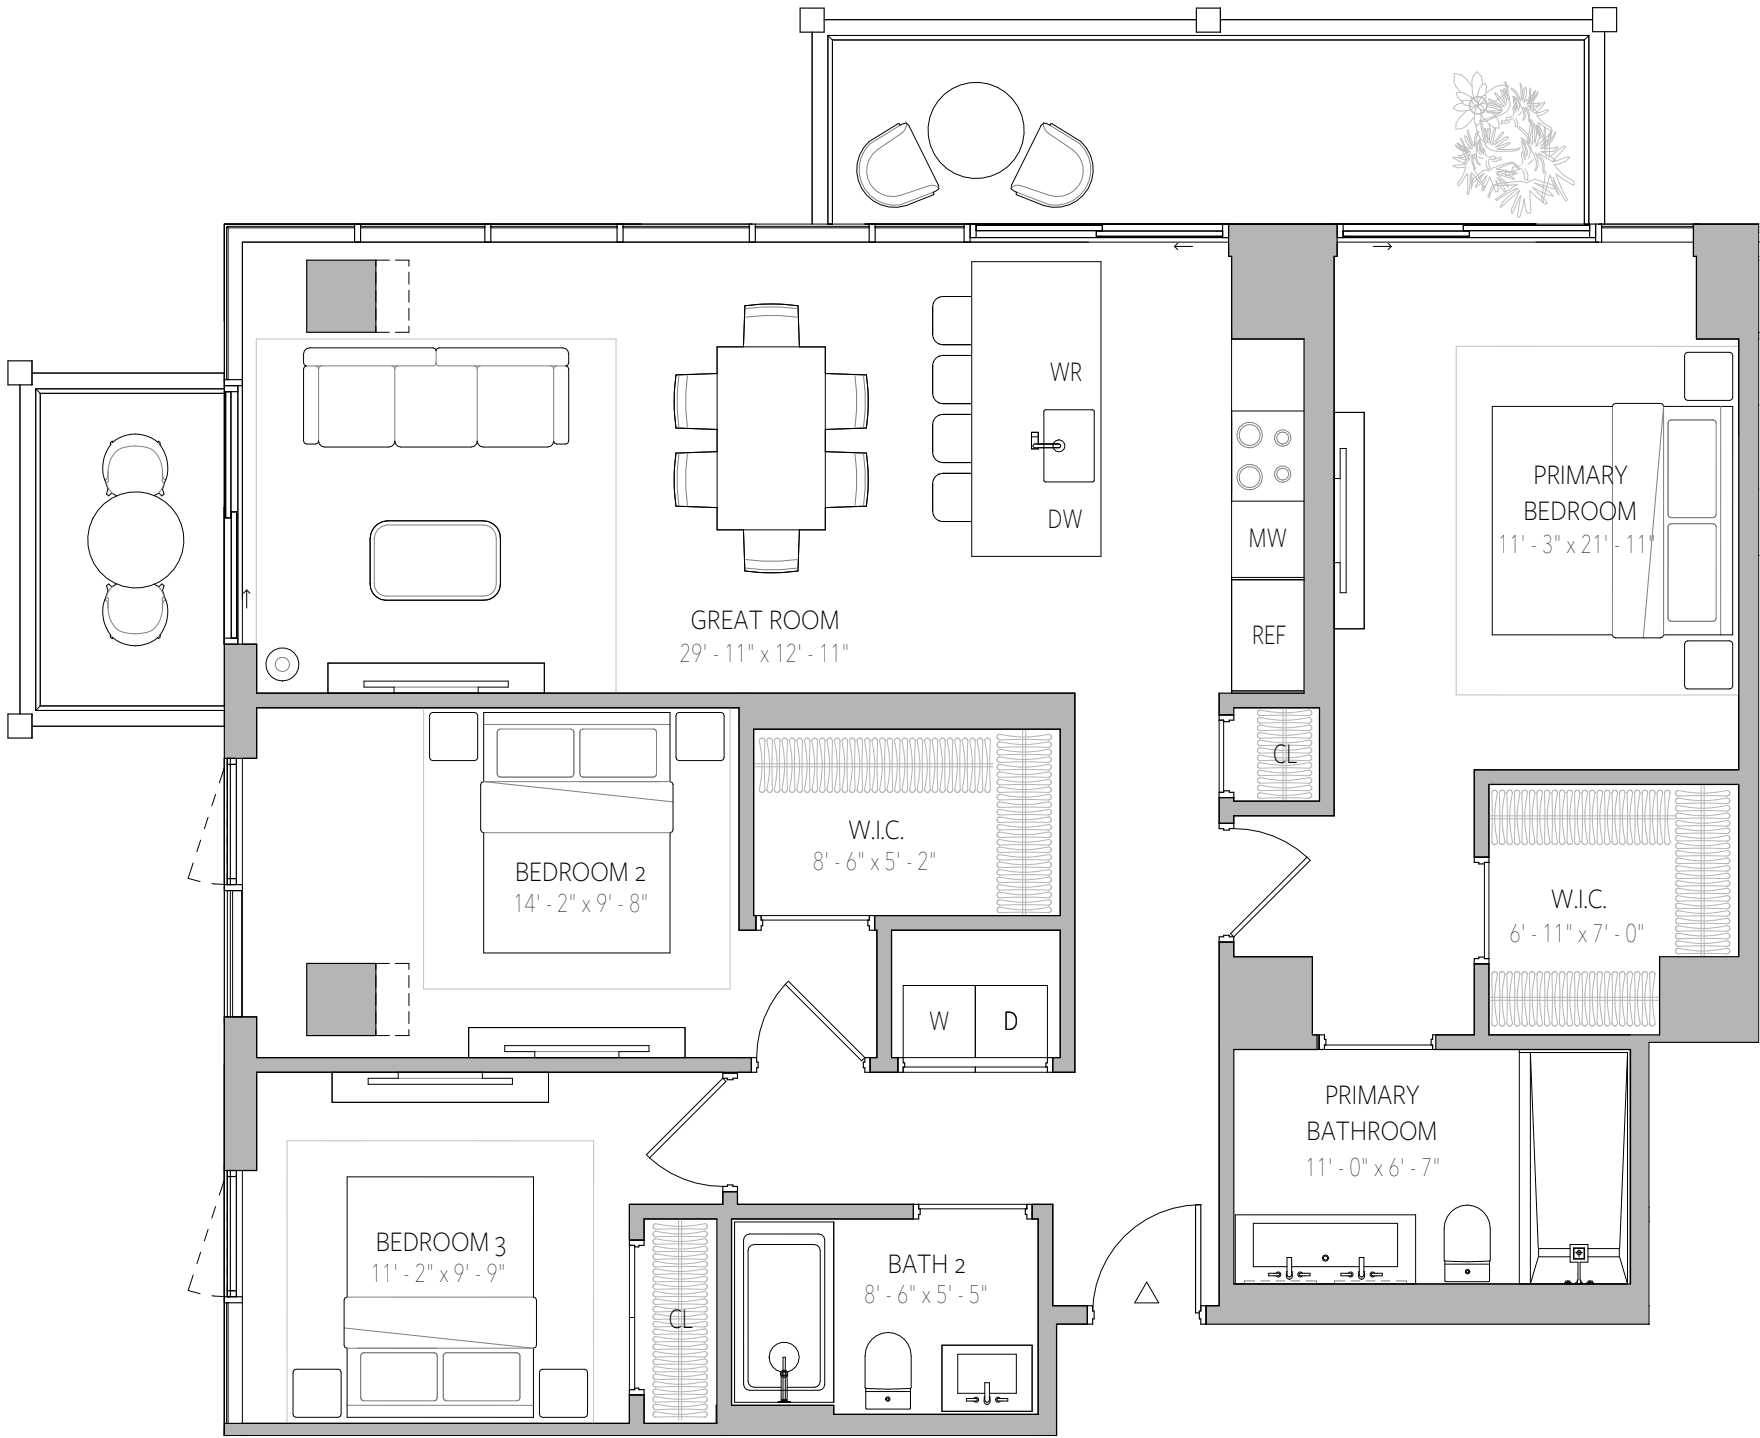 WR
DW
MW
REF
PRIMARY
BEDROOM
11' - 3" x 21' - 11"
GREAT ROOM
29' - 11" x 12' - 11"
CL
W.I.C.
8' - 6" x 5' - 2"
BEDROOM 2
14' - 2" x 9' - 8"
W.I.C.
6' - 11" x 7' - 0"
W
D
PRIMARY
BATHROOM
11' - 0" x 6' - 7"
BEDROOM 3
11' - 2" x 9' - 9"
CL
BATH 2
8' - 6" x 5' - 5"